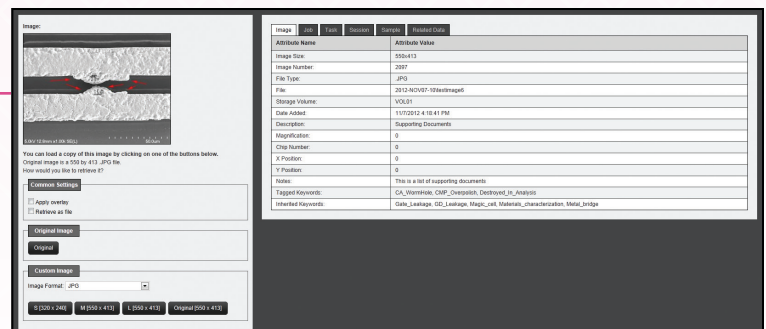 Image:
5.0kV 12.9mm x1.00k SE(L) 50.0um
You can load a copy of this image by clicking on one of the buttons below.
Original image is a 550 by 413 .JPG file.
How would you like to retrieve it?
Common Settings
Apply overlay
Retrieve as file
Original Image
Original
Custom Image
Image Format: JPG
S [320 x 240] M [550 x 413] L [550 x 413] Original [550 x 413]
Image Job Task Session Sample Related Data
Attribute Name Attribute Value
Image Size: 550x413
Image Number: 2097
File Type: .JPG
File: 2012-NOV07-10\textimage6
Storage Volume: VOL01
Date Added: 11/7/2012 4:18:41 PM
Description: Supporting Documents
Magnification: 0
Chip Number: 0
X Position: 0
Y Position: 0
Notes: This is a list of supporting documents
Tagged Keywords: CA_WormHole, CMP_Overpolish, Destroyed_In_Analysis
Inherited Keywords: Gate_Leakage, GD_Leakage, Magic_call, Materials_characterization, Metal_bridge